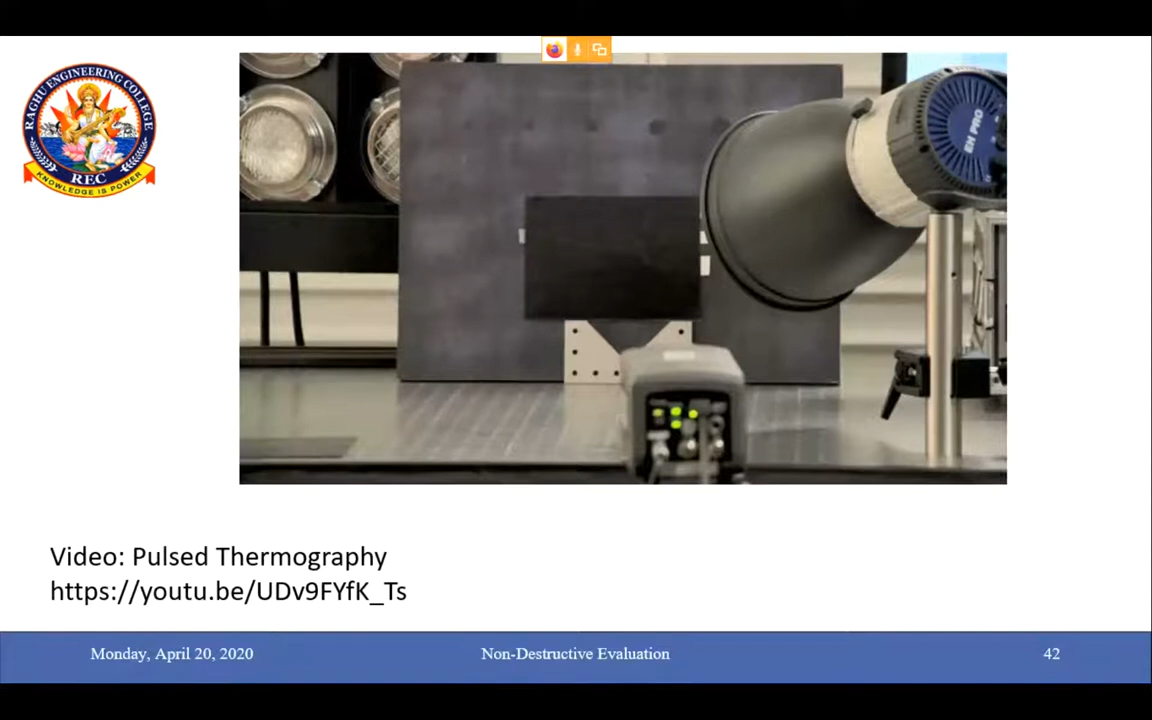 RAGHU ENGINEERING COLLEGE
REC
KNOWLEDGE IS POWER
EH PRO
Video: Pulsed Thermography
https://youtu.be/UDv9FYfK_Ts
Monday, April 20, 2020
Non-Destructive Evaluation
42